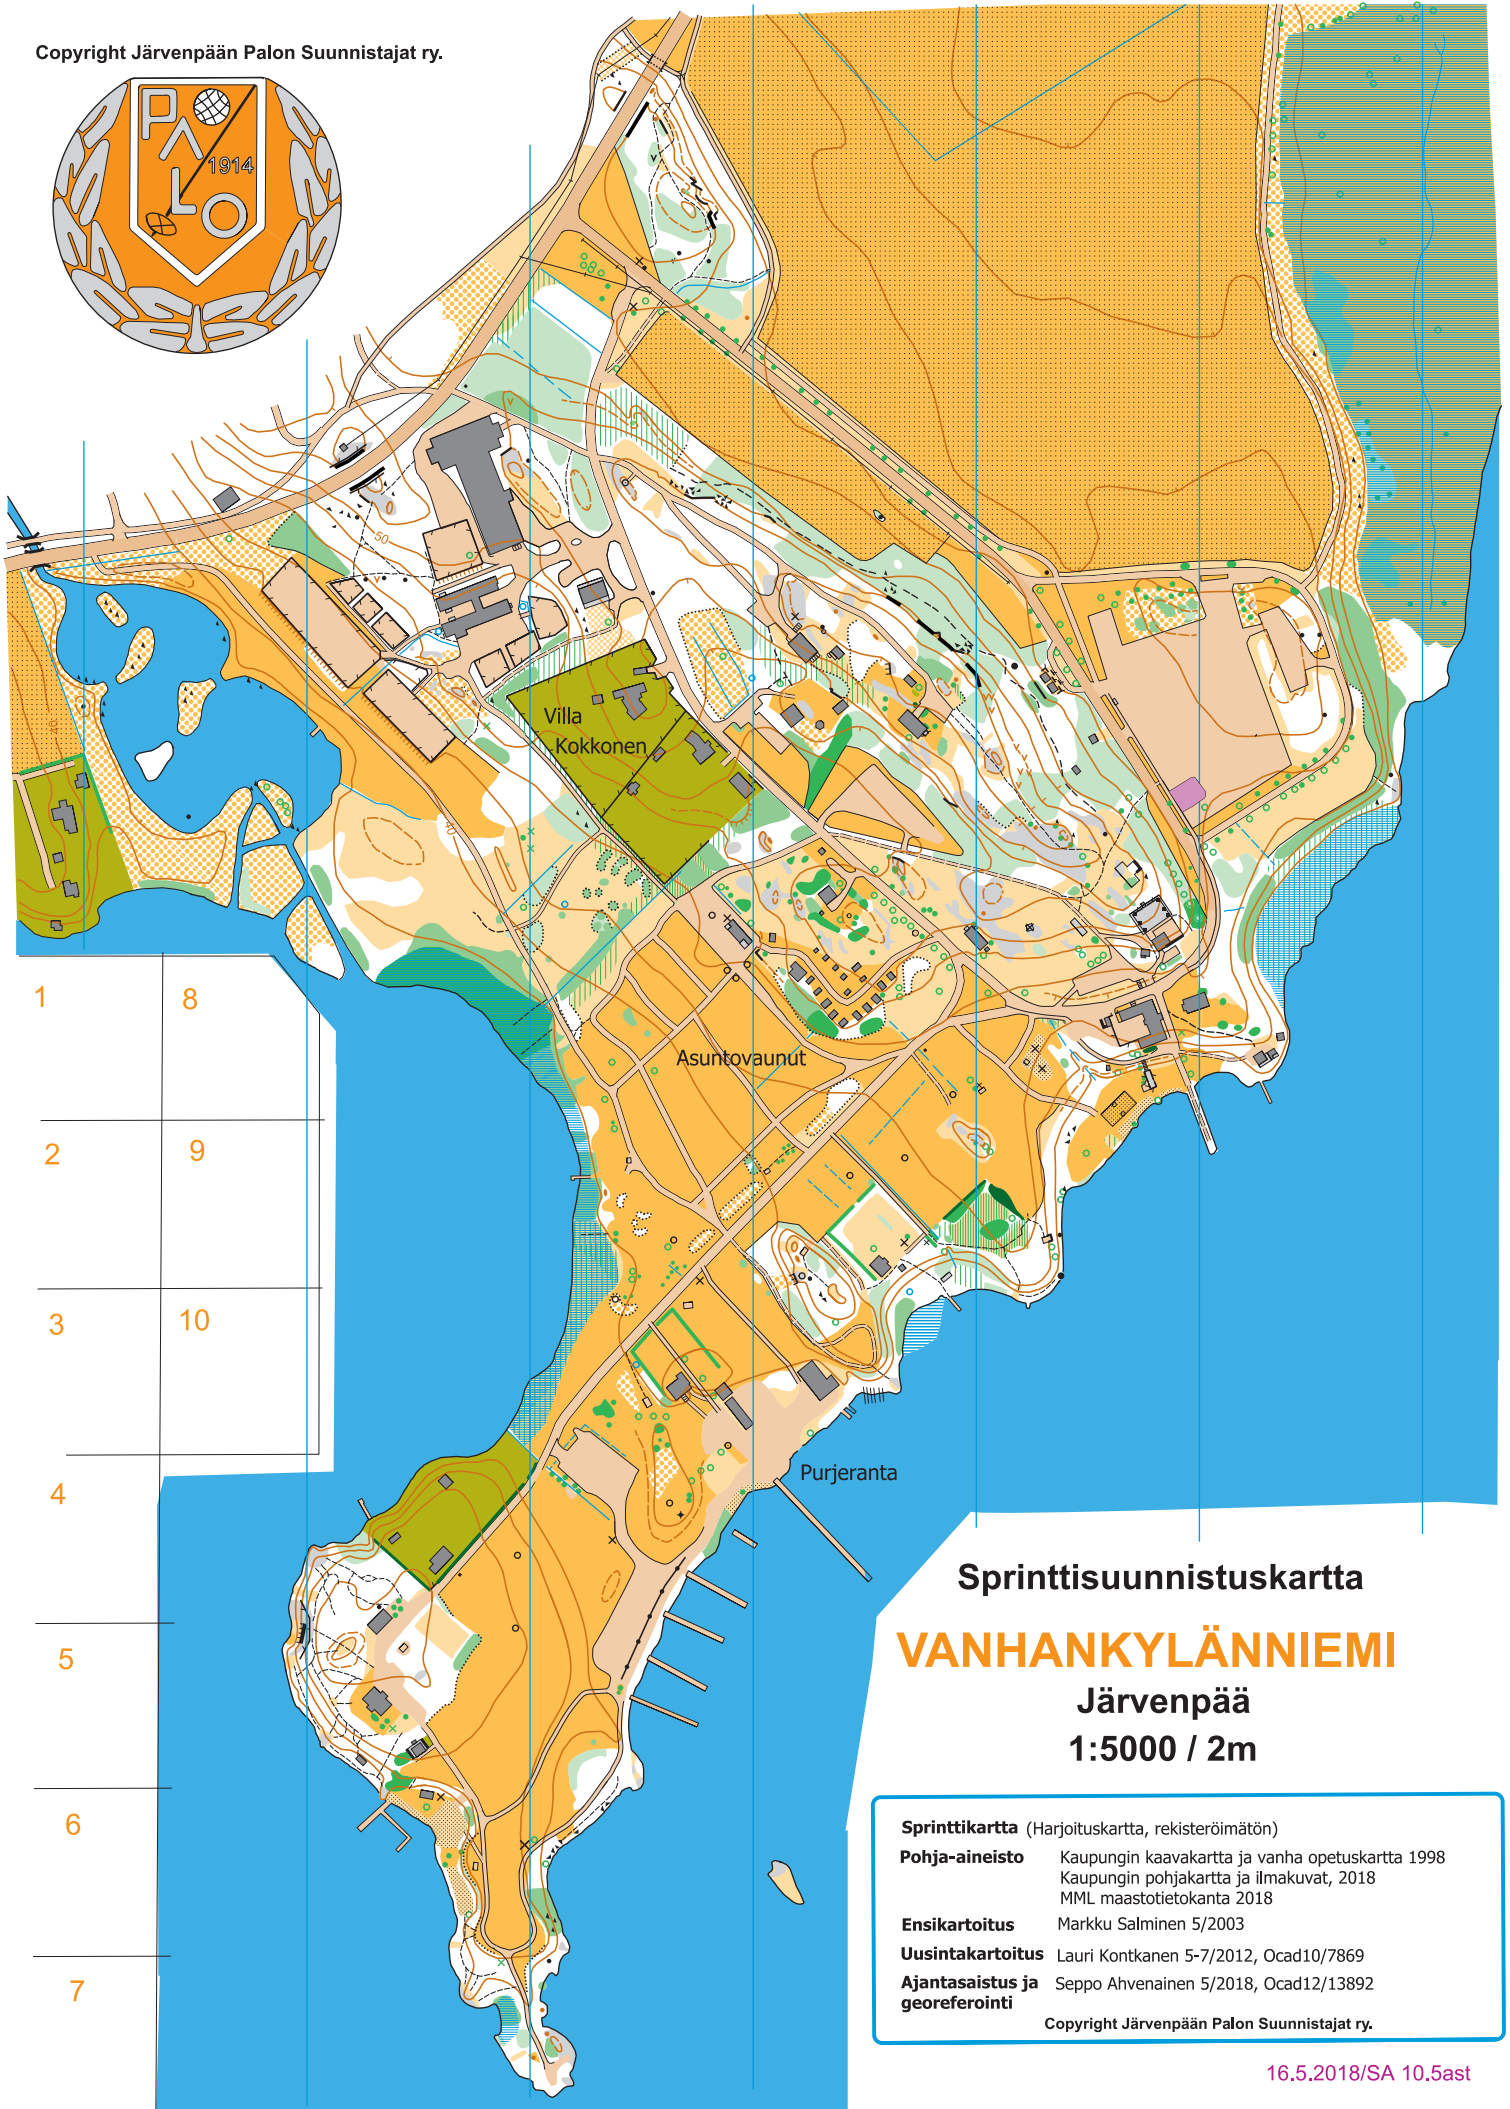 Copyright Järvenpään Palon Suunnistajat ry.
PALO
1914
50
40
40
Villa
Kokkonen
Asuntovaunut
Purjeranta
1 8
2 9
3 10
4
5
6
7
Sprinttisuunnistuskartta
VANHANKYLÄNNIEMI
Järvenpää
1:5000 / 2m
Sprinttikartta (Harjoituskartta, rekisteröimätön)
Pohja-aineisto Kaupungin kaavakartta ja vanha opetuskartta 1998
Kaupungin pohjakartta ja ilmakuvat, 2018
MML maastotietokanta 2018
Ensikartoitus Markku Salminen 5/2003
Uusintakartoitus Lauri Kontkanen 5-7/2012, Ocad10/7869
Ajantasaistus ja Seppo Ahvenainen 5/2018, Ocad12/13892
georeferointi
Copyright Järvenpään Palon Suunnistajat ry.
16.5.2018/SA 10.5ast